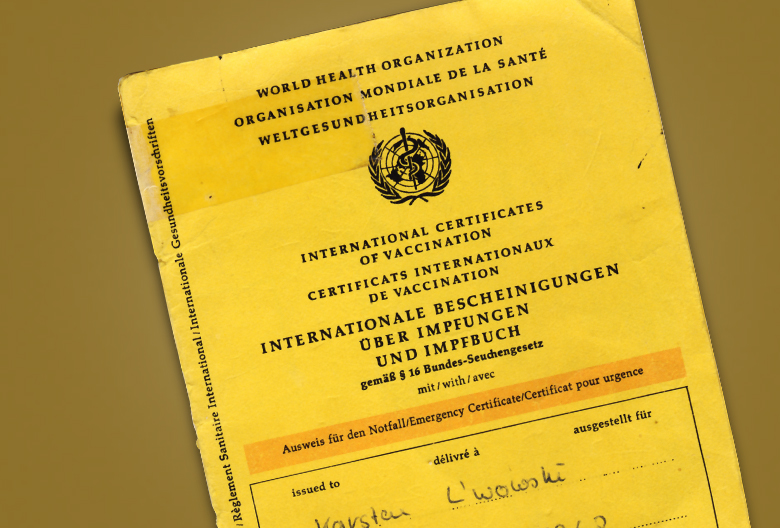 WORLD HEALTH ORGANIZATION
ORGANISATION MONDIALE DE LA SANTÉ
WELTGESUNDHEITSORGANISATION
INTERNATIONAL CERTIFICATES
OF VACCINATION
CERTIFICATS INTERNATIONAUX
DE VACCINATION
INTERNATIONALE BESCHEINIGUNGEN
ÜBER IMPFUNGEN
UND IMPFBUCH
gemäß § 16 Bundes-Seuchengesetz
mit / with / avec
Ausweis für den Notfall/Emergency Certificate/Certificat pour urgence
issued to délivré à ausgestellt für
Karsten L'wowski
/Règlement Sanitaire International/Internationale Gesundheitsvorschriften